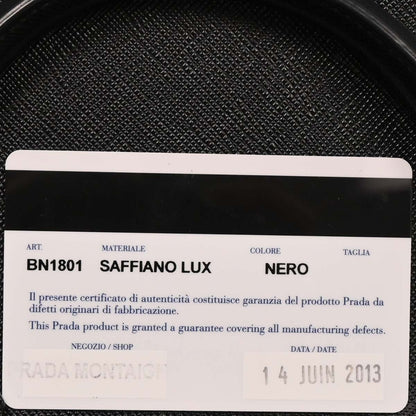 ART. MATERIALE COLORE TAGLIA
BN1801 SAFFIANO LUX NERO
Il presente certificato di autenticità costituisce garanzia del prodotto Prada da
difetti originari di fabbricazione.
This Prada product is granted a guarantee covering all manufacturing defects.
NEGOZIO / SHOP DATA / DATE
PRADA MONTAIGN 14 JUIN 2013